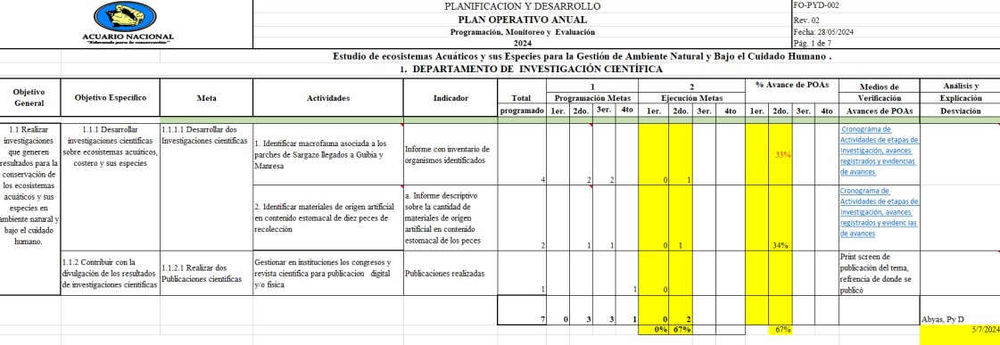 PLANIFICACION Y DESARROLLO
FO-PYD-002
PLAN OPERATIVO ANUAL
Rev. 02
ACUARIO NACIONAL
"Educando para la conservación"
Programación, Monitoreo y Evaluación
Fecha: 28/05/2024
2024
Pág. 1 de 7
Estudio de ecosistemas Acuáticos y sus Especies para la Gestión de Ambiente Natural y Bajo el Cuidado Humano .
1. DEPARTAMENTO DE INVESTIGACIÓN CIENTÍFICA
Objetivo
General
Objetivo Específico
Meta
Actividades
Indicador
Total
programado
1
Programación Metas
1er. 2do. 3er. 4to
2
Ejecución Metas
1er. 2do. 3er. 4to
% Avance de POAs
1er. 2do. 3er. 4to
Medios de
Verificación
Avances de POAs
Análisis y
Explicación
Desviación
1.1 Realizar
investigaciones
que generen
resultados para la
conservación de
los ecosistemas
acuáticos y sus
especies en
ambiente natural y
bajo el cuidado
humano.
1.1.1 Desarrollar
investigaciones científicas
sobre ecosistemas acuáticos,
costero y sus especies
1.1.1.1 Desarrollar dos
Investigaciones científicas
1. Identificar macrofauna asociada a los
parches de Sargazo llegados a Guibia y
Manresa
Informe con inventario de
organismos identificados
4 2 2 0 1 33%
Cronograma de
Actividades de etapas de
Investigación, avances
registrados y evidencias
de avances
2. Identificar materiales de origen artificial
en contenido estomacal de diez peces de
recolección
a. Informe descriptivo
sobre la cantidad de
materiales de origen
artificial en contenido
estomacal de los peces
2 1 1 0 1 34%
Cronograma de
Actividades de etapas de
Investigación, avances
registrados y evidencias
de avances
1.1.2 Contribuir con la
divulgación de los resultados
de investigaciones científicas
1.1.2.1 Realizar dos
Publicaciones científicas
Gestionar en instituciones los congresos y
revista científica para publicacion digital
y/o física
Publicaciones realizadas
1 1 0
Print screen de
publicación del tema,
refrencia de donde se
publicó
7 0 3 3 1 0 2
Abyas, Py D
0% 67% 67%
5/7/2024